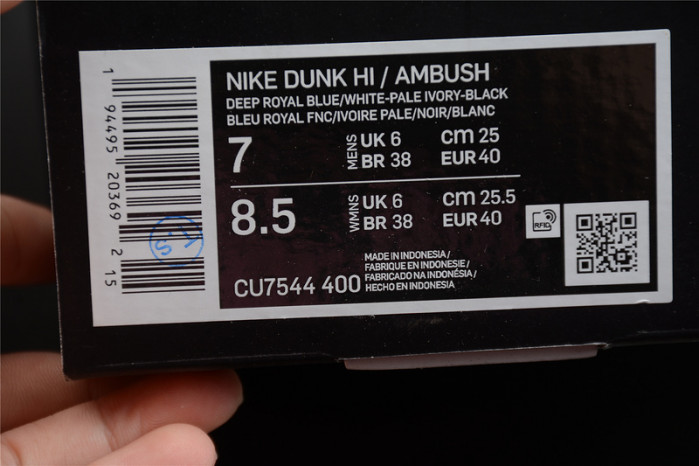 NIKE DUNK HI / AMBUSH
DEEP ROYAL BLUE/WHITE-PALE IVORY-BLACK
BLEU ROYAL FNC/IVOIRE PALE/NOIR/BLANC
7 MENS UK 6 cm 25
BR 38 EUR 40
8.5 WMNS UK 6 cm 25.5
BR 38 EUR 40
RFID
CU7544 400
MADE IN INDONESIA /
FABRIQUE EN INDONESIE /
FABRICADO NA INDONÉSIA /
HECHO EN INDONESIA
1 94495 20369 2 15